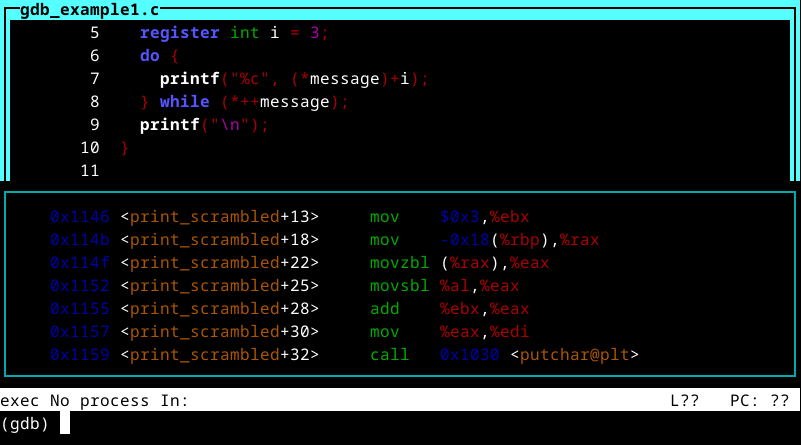 gdb_example1.c
5 register int i = 3;
6 do {
7 printf("%c", (*message)+i);
8 } while (*++message);
9 printf("\n");
10 }
11
0x1146 <print_scrambled+13> mov $0x3,%ebx
0x114b <print_scrambled+18> mov -0x18(%rbp),%rax
0x114f <print_scrambled+22> movzbl (%rax),%eax
0x1152 <print_scrambled+25> movsbl %al,%eax
0x1155 <print_scrambled+28> add %ebx,%eax
0x1157 <print_scrambled+30> mov %eax,%edi
0x1159 <print_scrambled+32> call 0x1030 <putchar@plt>
exec No process In: L?? PC: ??
(gdb)